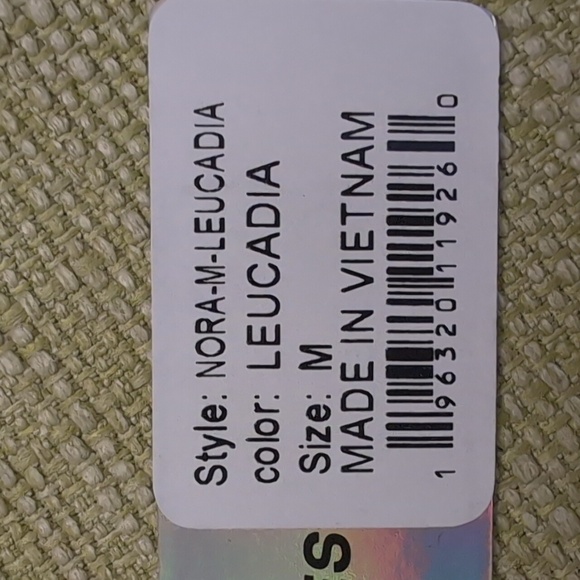 Style: NORA-M-LEUCADIA
color: LEUCADIA
Size: M
MADE IN VIETNAM
1 96320 11926 0